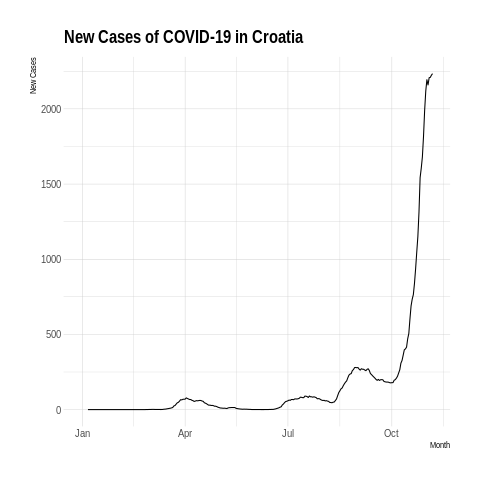 New Cases of COVID-19 in Croatia
New Cases
2000
1500
1000
500
0
Jan Apr Jul Oct
Month